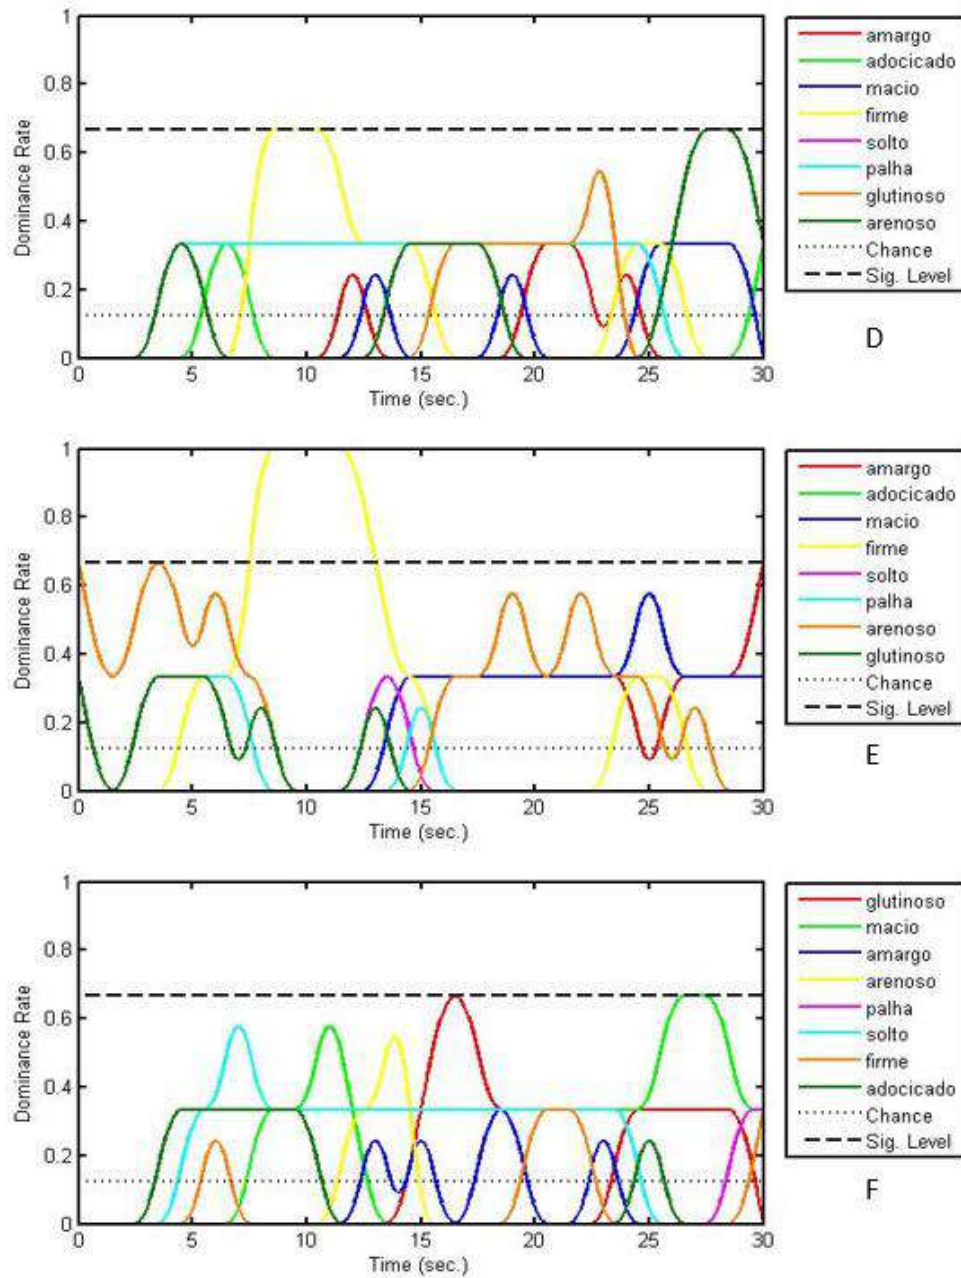 1
0.8
0.6
0.4
0.2
0
Dominance Rate
0 5 10 15 20 25 30
Time (sec.)
amargo
adocicado
macio
firme
solto
palha
glutinoso
arenoso
Chance
Sig. Level
D
1
0.8
0.6
0.4
0.2
0
Dominance Rate
0 5 10 15 20 25 30
Time (sec.)
amargo
adocicado
macio
firme
solto
palha
arenoso
glutinoso
Chance
Sig. Level
E
1
0.8
0.6
0.4
0.2
0
Dominance Rate
0 5 10 15 20 25 30
Time (sec.)
glutinoso
macio
amargo
arenoso
palha
solto
firme
adocicado
Chance
Sig. Level
F